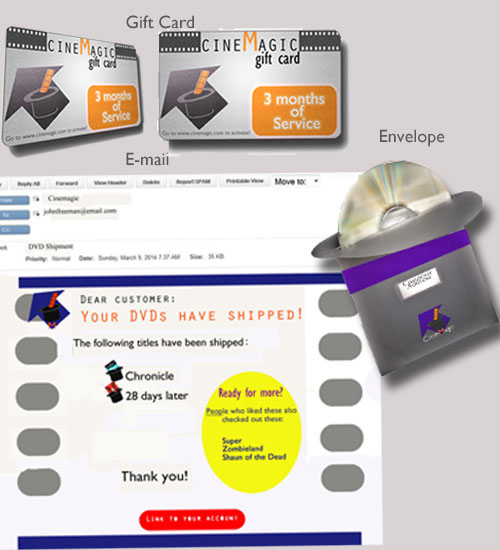 Gift Card
CINEMAGIC
gift card
3 months
of
Service
Go to www.cinemagic.com to activate!
CINEMAGIC
gift card
3 months
of
Service
Go to www.cinemagic.com to activate!
Envelope
CineMagic
E-mail
Reply All Forward View Header Delete Report SPAM Printable View Move to:
Cinemagic
To johnfreeman@email.com
Cc:
DVD Shipment
Priority: Normal Date: Sunday, March 9, 2014 7:37 AM Size: 35 KB
DEAR CUSTOMER:
YOUR DVDS HAVE SHIPPED!
The following titles have been shipped:
Chronicle
28 days later
Ready for more?
People who liked these also
checked out these:
Super
Zombieland
Shaun of the Dead
Thank you!
LINK TO YOUR ACCOUNT